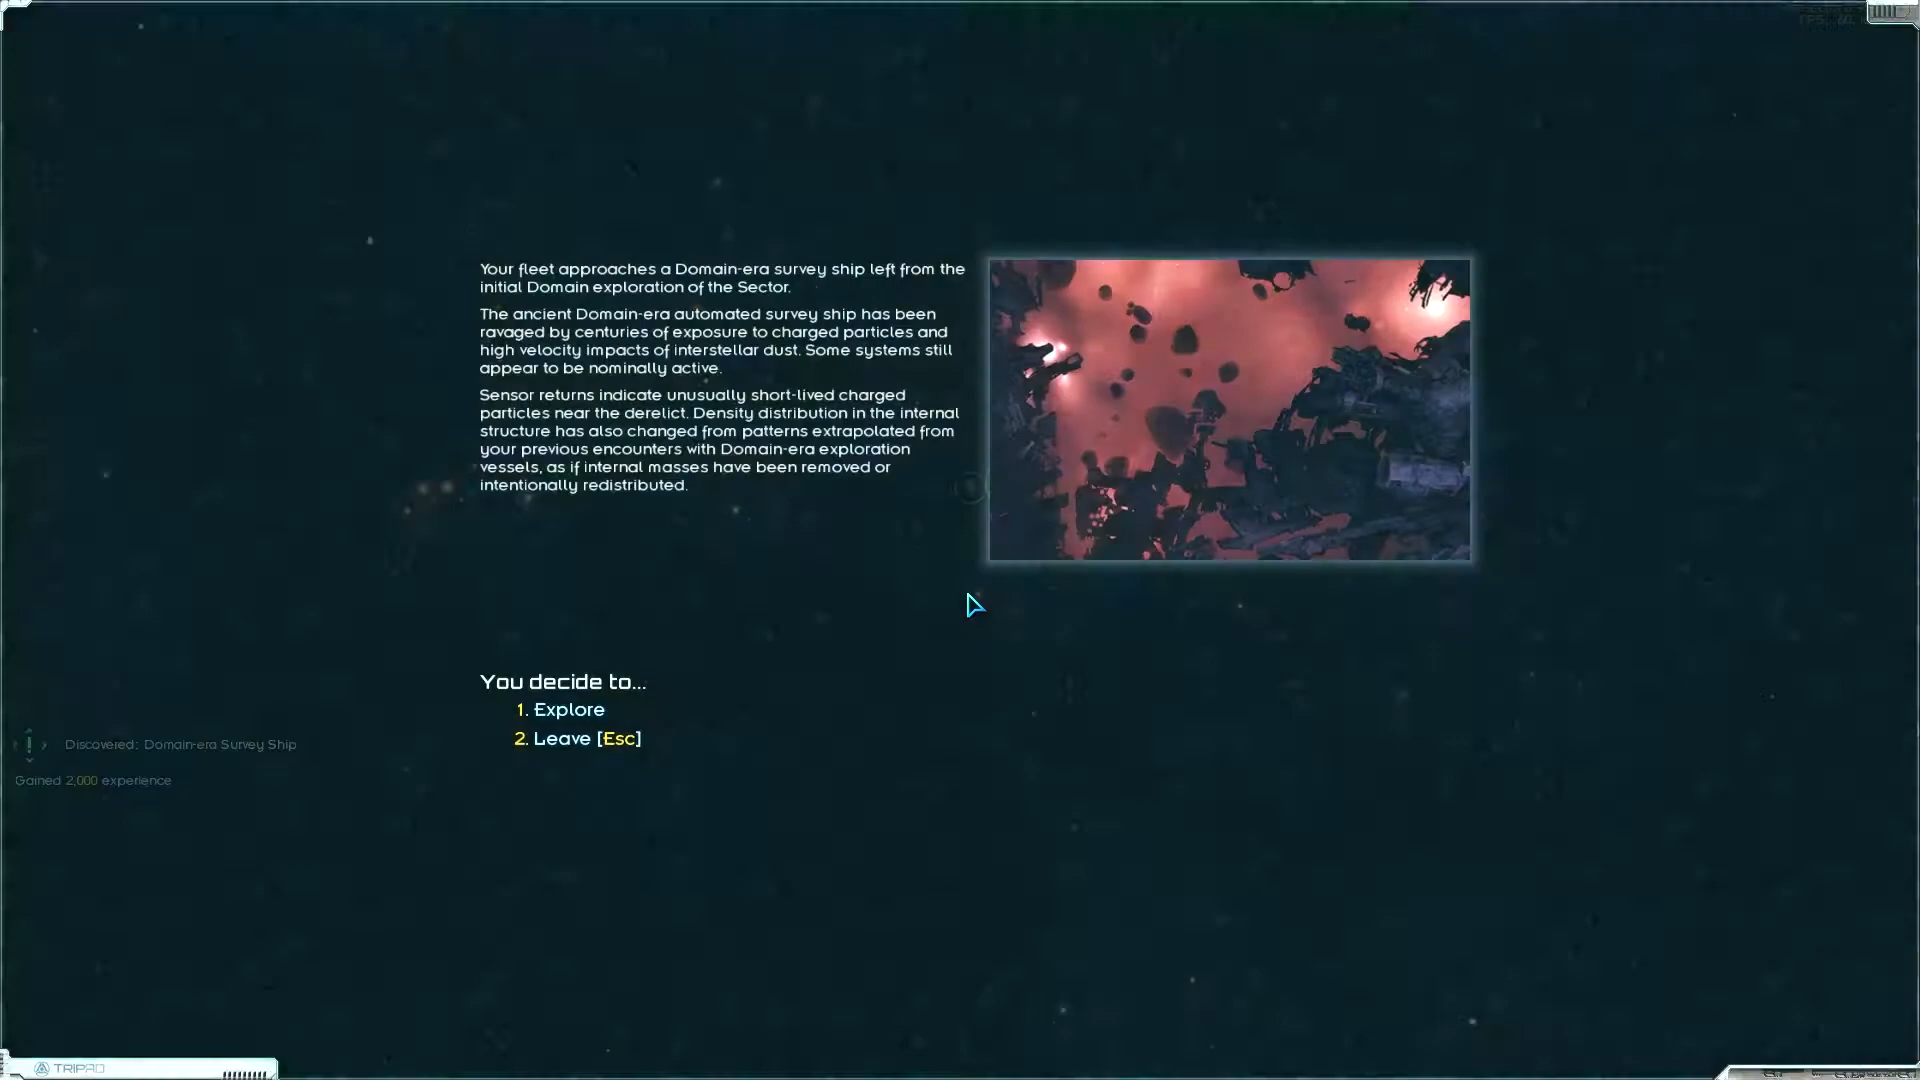 Your fleet approaches a Domain-era survey ship left from the
initial Domain exploration of the Sector.
The ancient Domain-era automated survey ship has been
ravaged by centuries of exposure to charged particles and
high velocity impacts of interstellar dust. Some systems still
appear to be nominally active.
Sensor returns indicate unusually short-lived charged
particles near the derelict. Density distribution in the internal
structure has also changed from patterns extrapolated from
your previous encounters with Domain-era exploration
vessels, as if internal masses have been removed or
intentionally redistributed.
You decide to...
1. Explore
2. Leave [Esc]
Discovered: Domain-era Survey Ship
Gained 2,000 experience
TRIPAD